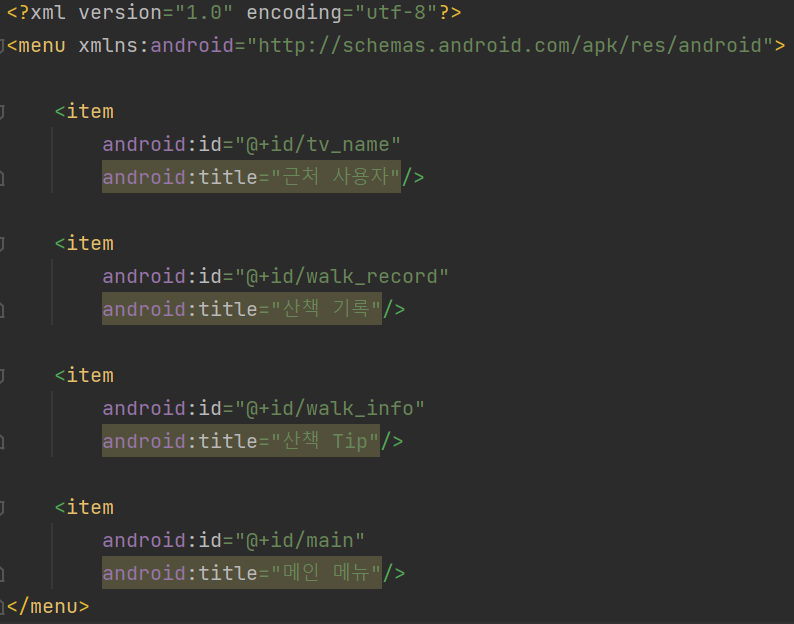 <?xml version="1.0" encoding="utf-8"?>
<menu xmlns:android="http://schemas.android.com/apk/res/android">
<item
android:id="@+id/tv_name"
android:title="근처 사용자"/>
<item
android:id="@+id/walk_record"
android:title="산책 기록"/>
<item
android:id="@+id/walk_info"
android:title="산책 Tip"/>
<item
android:id="@+id/main"
android:title="메인 메뉴"/>
</menu>